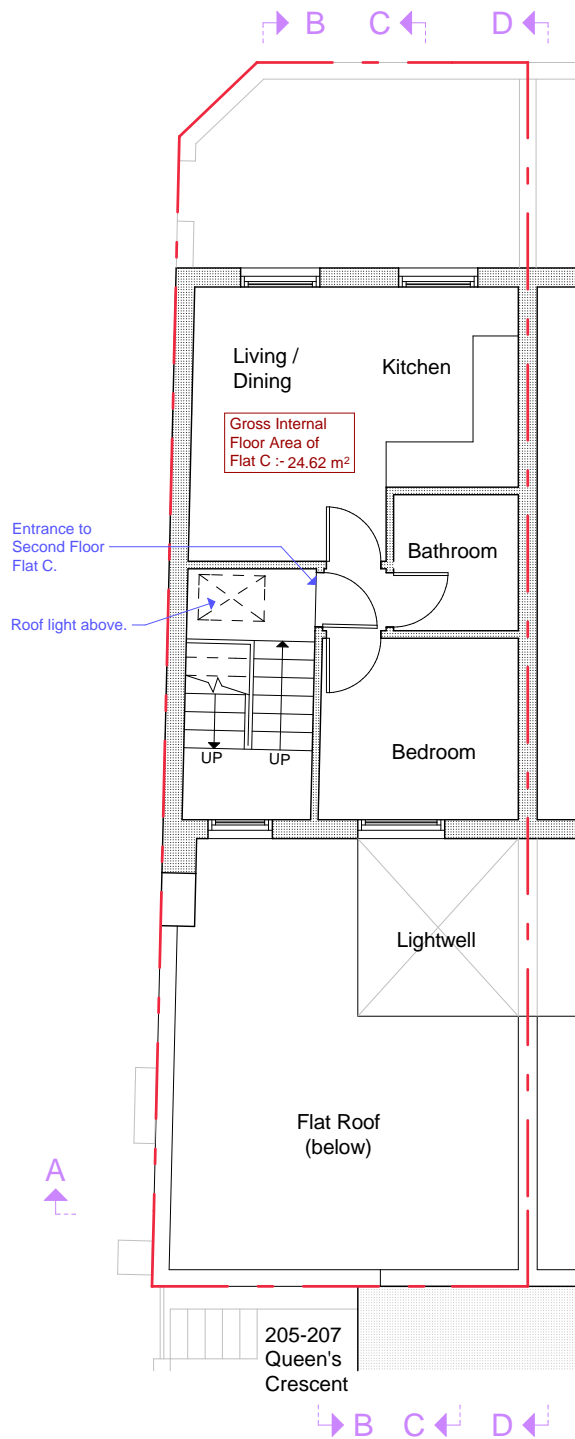 B
C
D
Living /
Dining
Kitchen
Gross Internal
Floor Area of
Flat C :- 24.62 m²
Entrance to
Second Floor
Flat C.
Bathroom
Roof light above.
UP
UP
Bedroom
Lightwell
Flat Roof
(below)
A
205-207
Queen's
Crescent
B
C
D